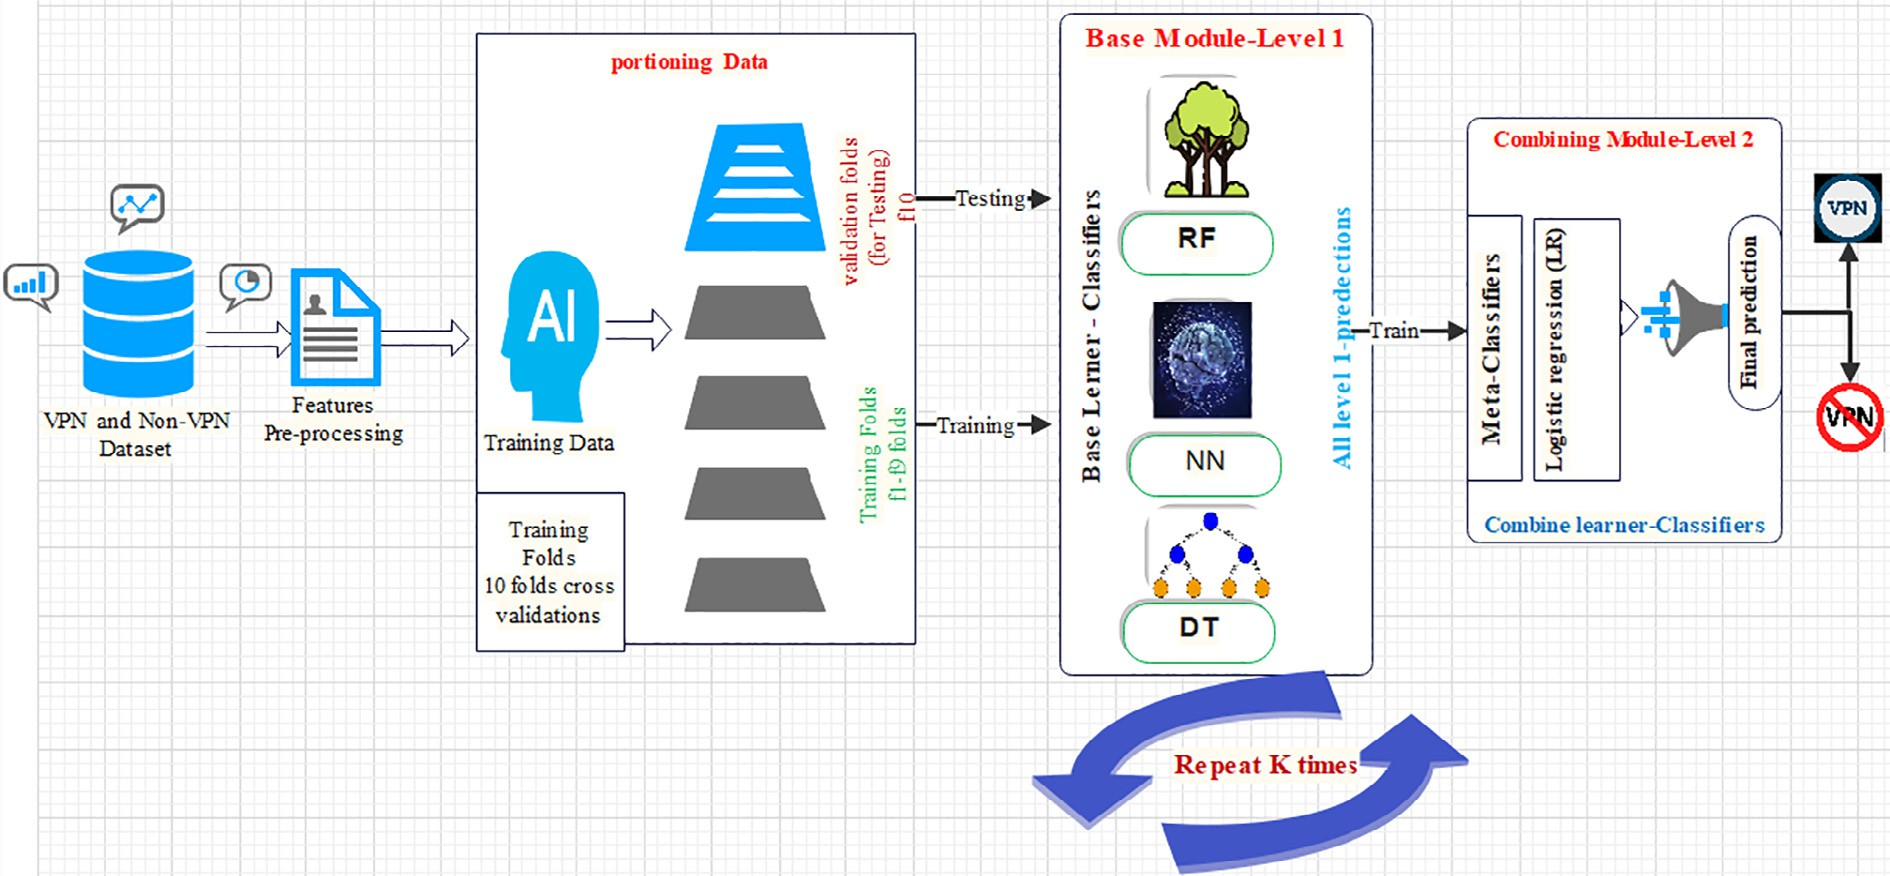 VPN and Non-VPN
Dataset
Features
Pre-processing
portioning Data
AI
Training Data
Training
Folds
10 folds cross
validations
validation folds
(for Testing)
f10
Training Folds
f1-f9 folds
Testing
Training
Base Module-Level 1
Base Lerner - Classifiers
RF
NN
DT
All level 1-predections
Repeat K times
Train
Combining Module-Level 2
Meta-Classifiers
Logistic regression (LR)
Final prediction
Combine learner-Classifiers
VPN
VPN